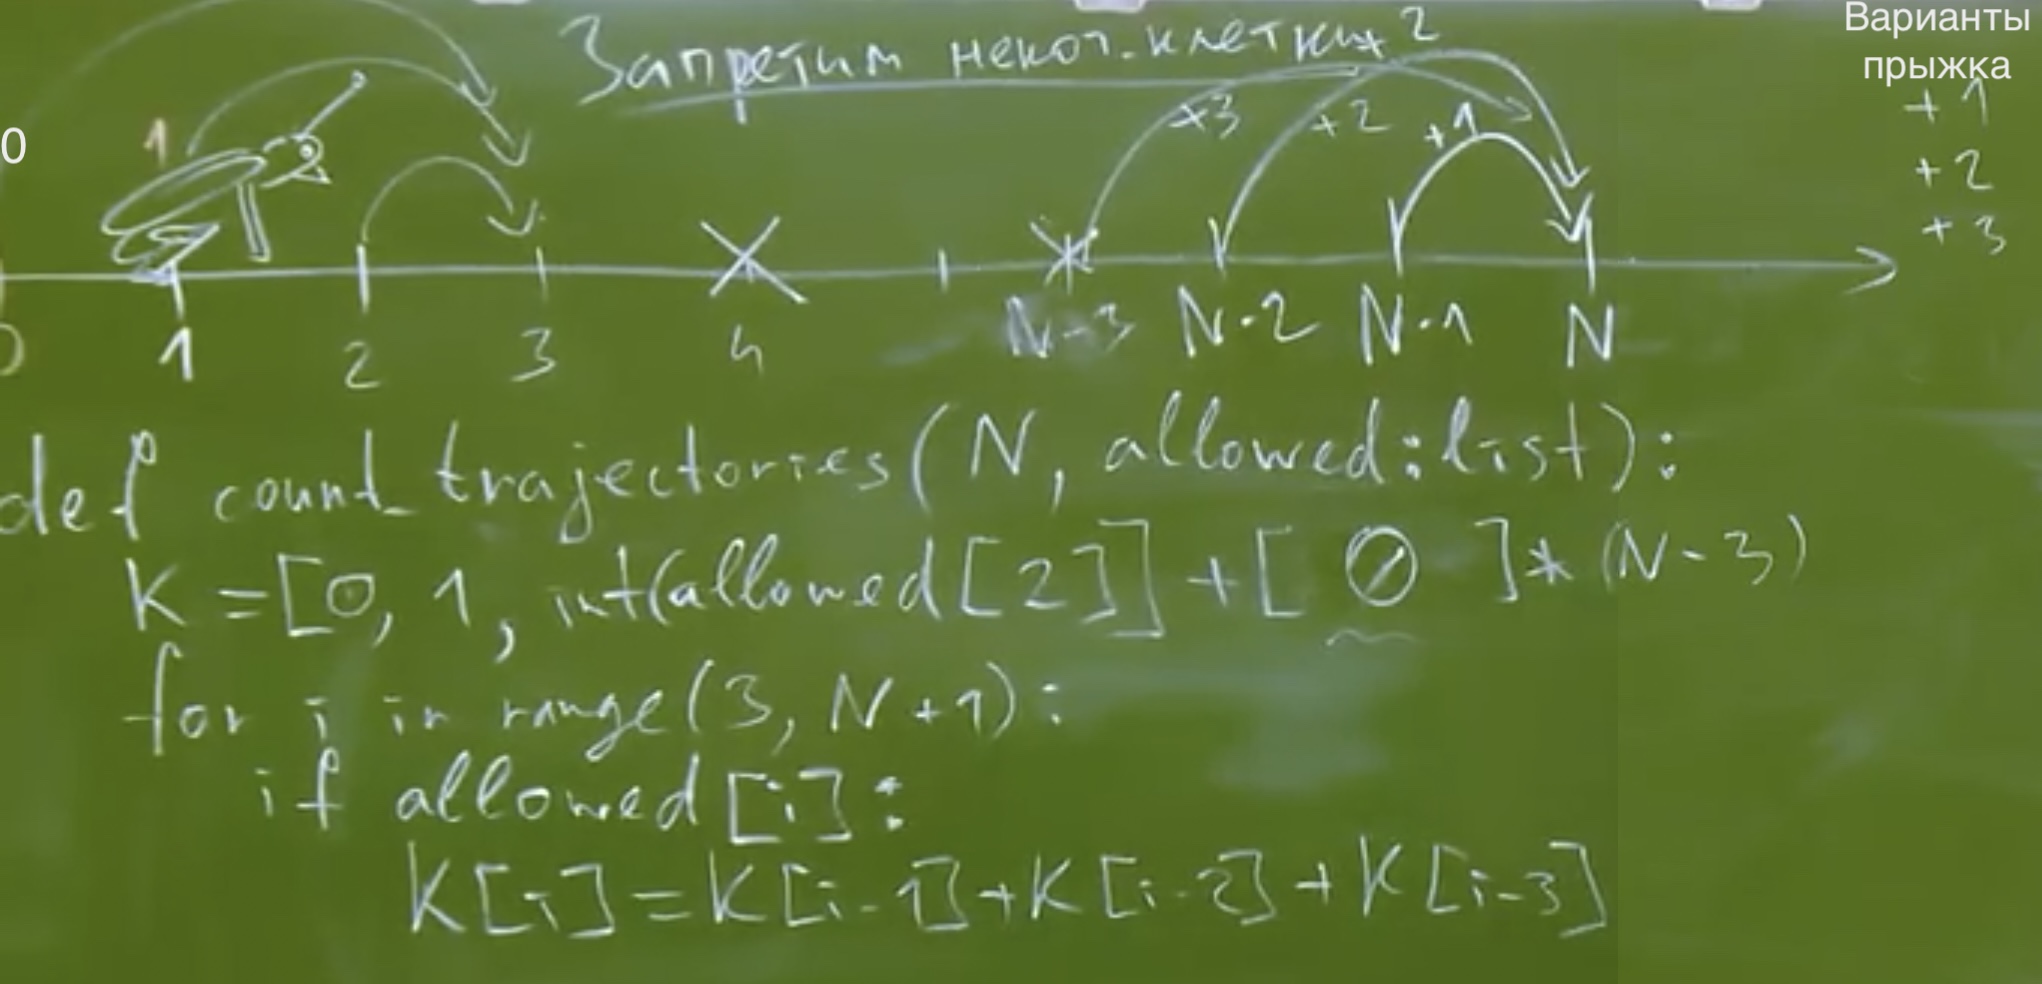 Запретим некот. клетки
+2
Варианты
прыжка
+1
+2
+3
0
1
+3
+2
+1
0 1 2 3 4 N-3 N-2 N-1 N
def count_trajectories(N, allowed:list):
K = [0, 1, int(allowed[2]] + [ 0 ]*(N-3)
for i in range(3, N+1):
if allowed[i]:
K[i] = K[i-1] + K[i-2] + K[i-3]